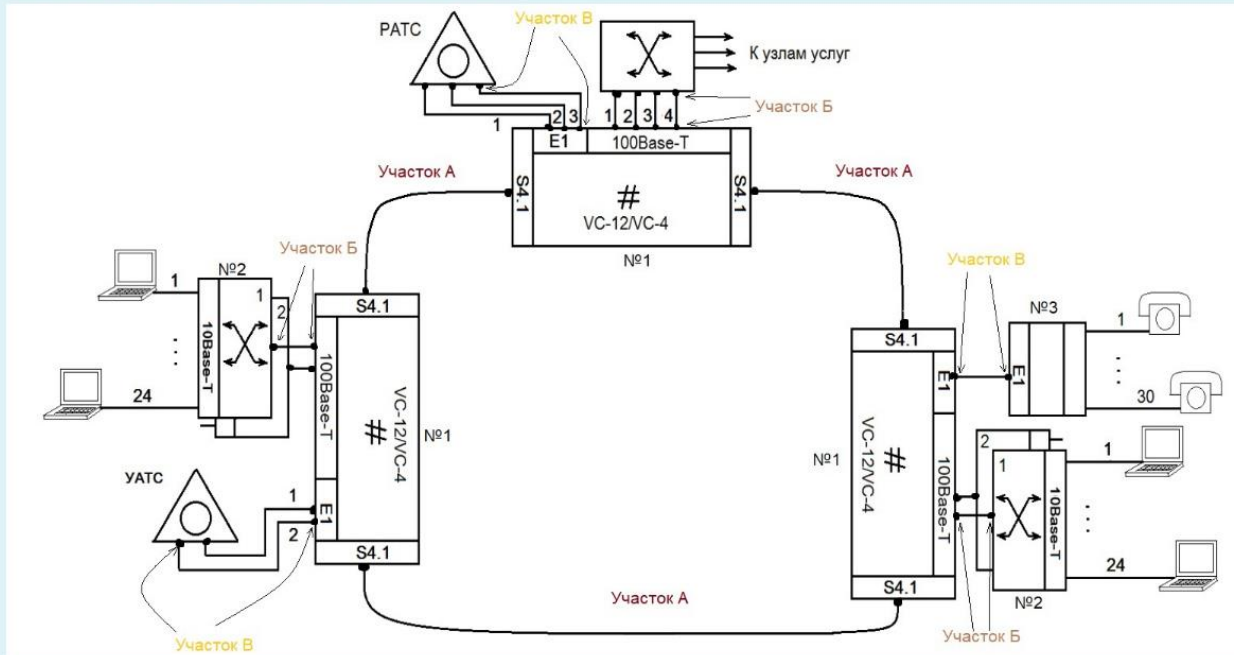 РАТС
Участок В
К узлам услуг
Участок Б
1
2
3
1
2
3
4
E1
100Base-T
S4.1
#
VC-12/VC-4
S4.1
№1
Участок А
Участок А
Участок Б
№2
1
1
2
10Base-T
24
S4.1
100Base-T
#
VC-12/VC-4
№1
E1
S4.1
УАТС
1
2
Участок В
Участок В
№3
S4.1
E1
E1
1
30
№1
#
VC-12/VC-4
100Base-T
S4.1
2
1
10Base-T
1
24
№2
Участок Б
Участок А